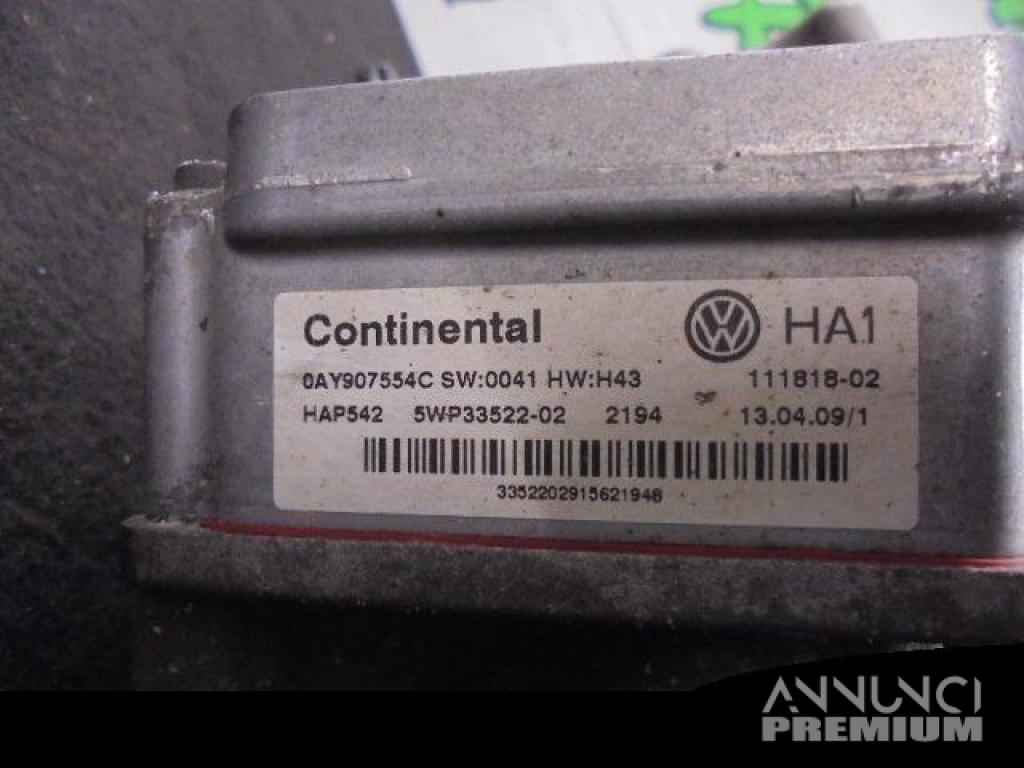 Continental
HA1
0AY907554C SW:0041 HW:H43 111818-02
HAP542 5WP33522-02 2194 13.04.09/1
3352202915621948
ANNUNCI
PREMIUM